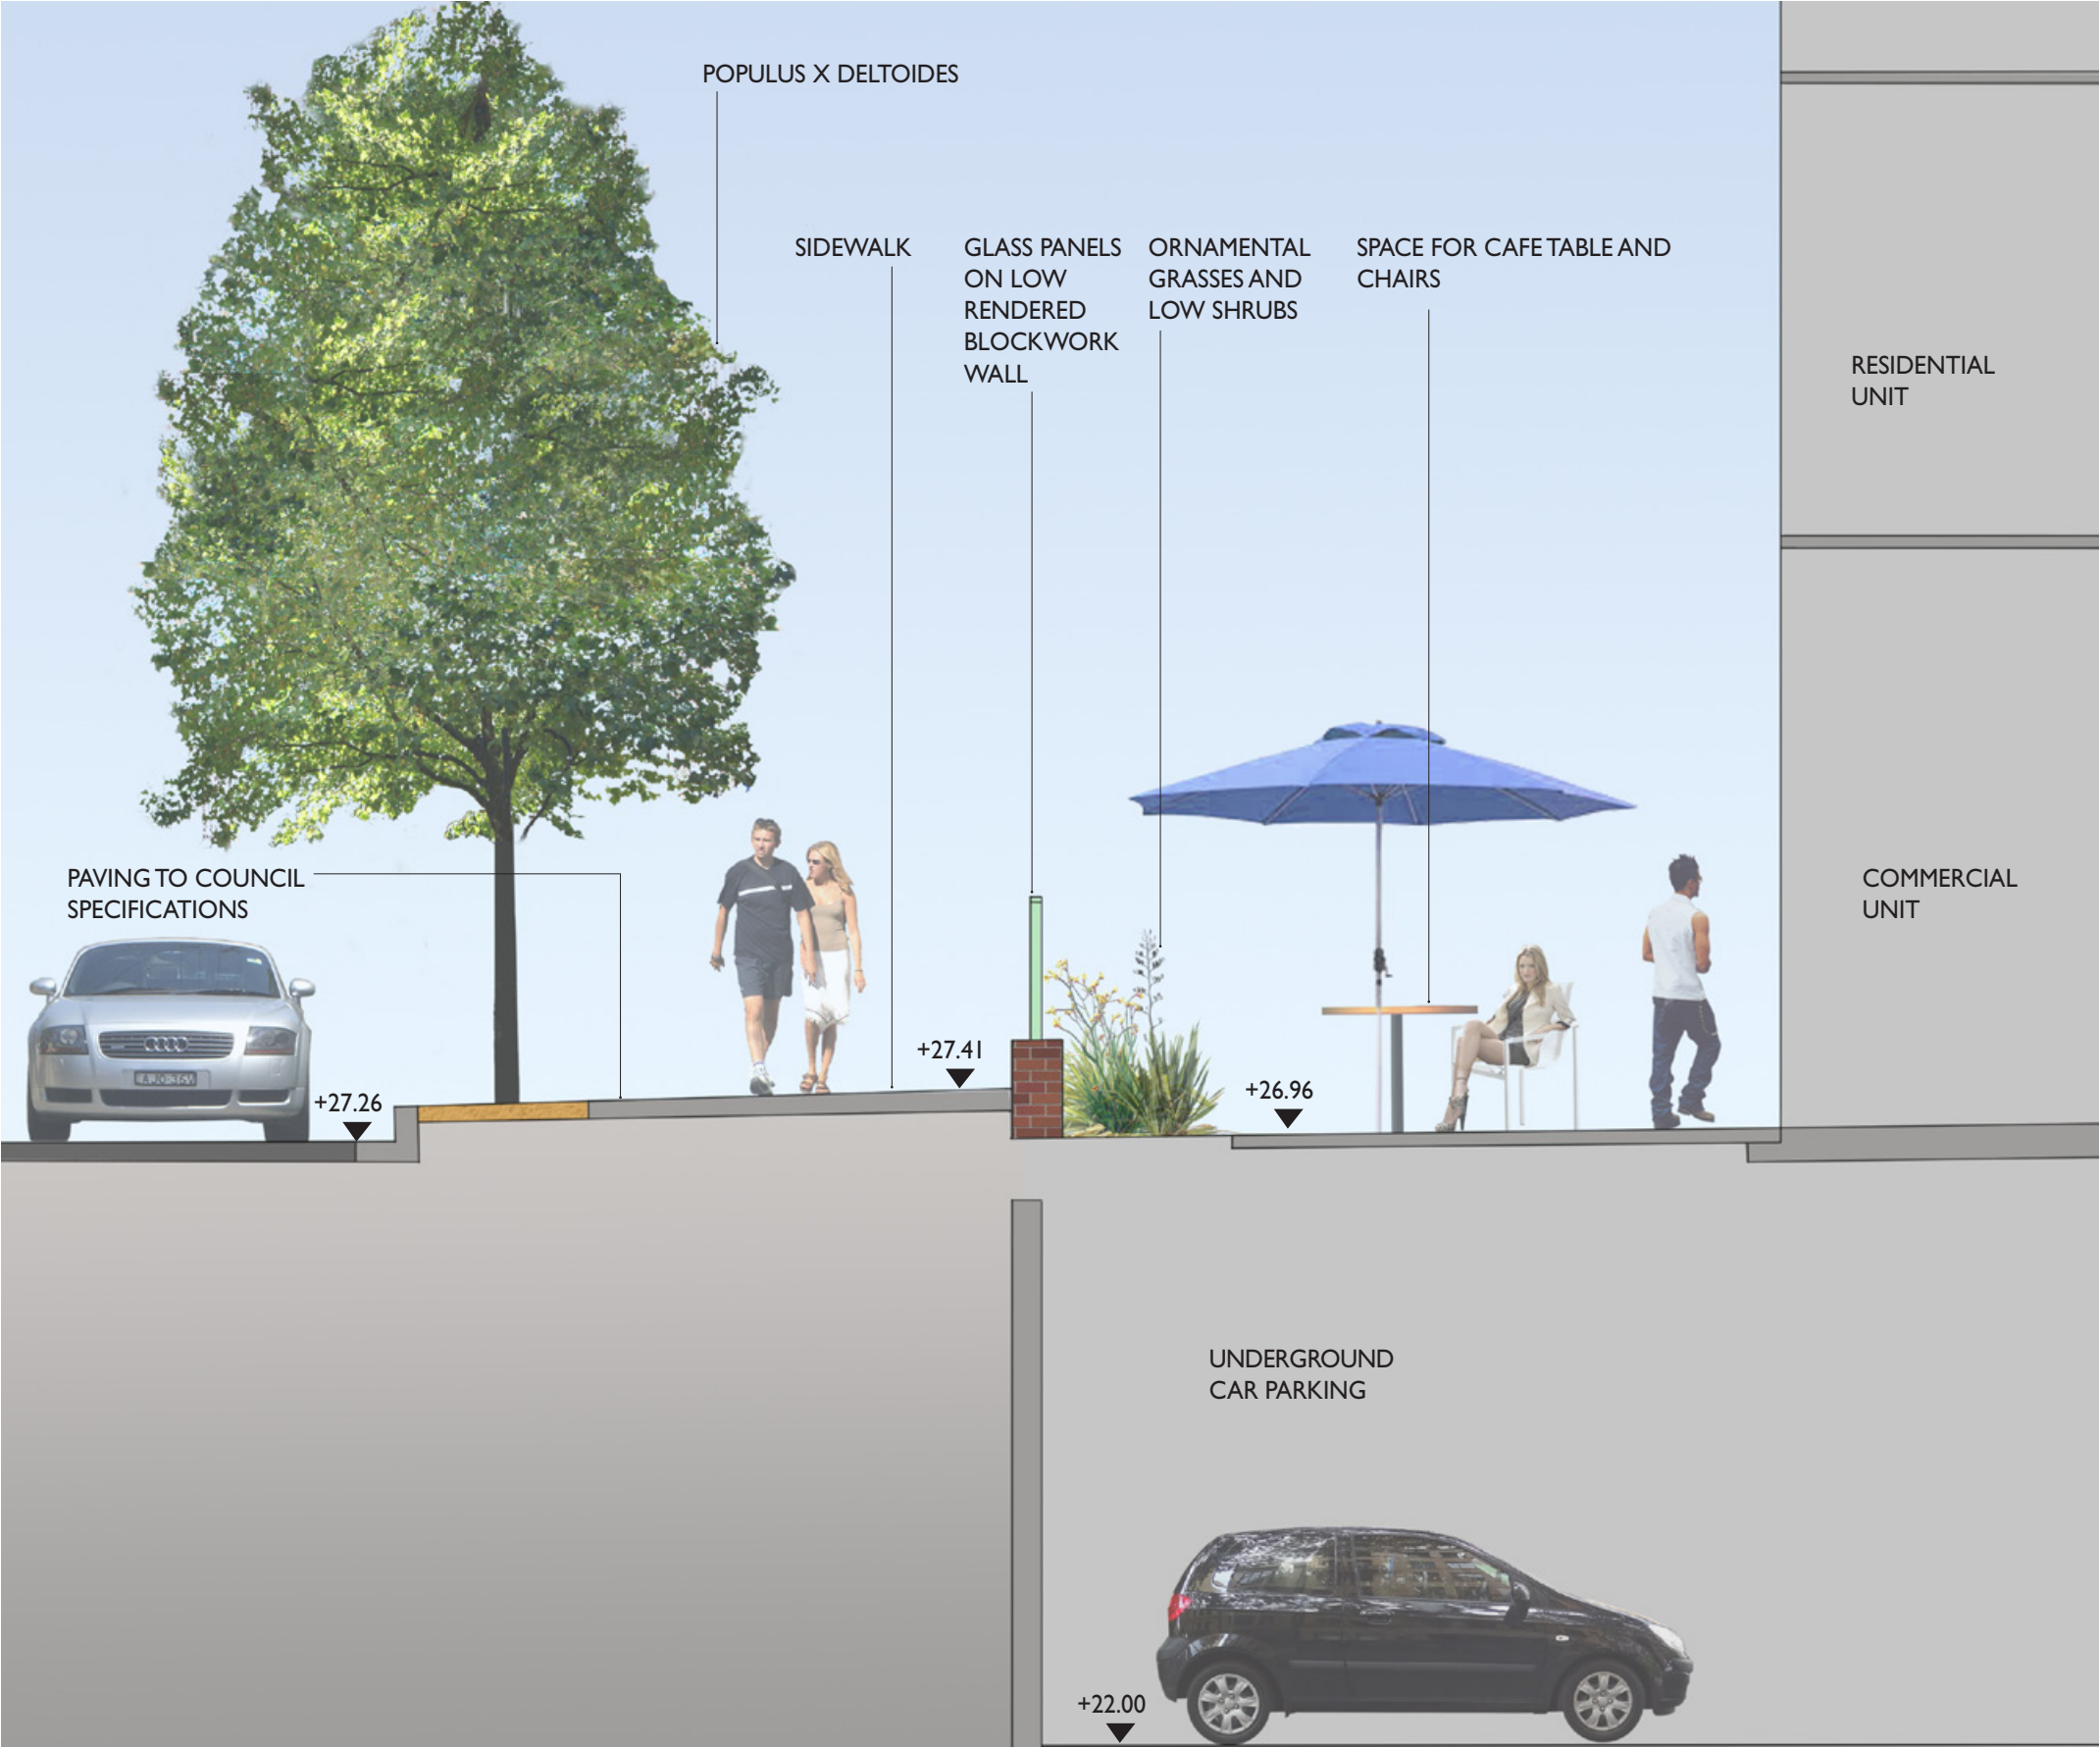 POPULUS X DELTOIDES
SIDEWALK
GLASS PANELS
ON LOW
RENDERED
BLOCKWORK
WALL
ORNAMENTAL
GRASSES AND
LOW SHRUBS
SPACE FOR CAFE TABLE AND
CHAIRS
RESIDENTIAL
UNIT
PAVING TO COUNCIL
SPECIFICATIONS
COMMERCIAL
UNIT
+27.26
+27.41
+26.96
UNDERGROUND
CAR PARKING
+22.00